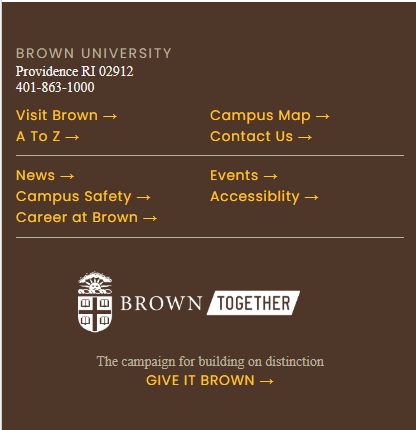 BROWN UNIVERSITY
Providence RI 02912
401-863-1000
Visit Brown → Campus Map →
A To Z → Contact Us →
News → Events →
Campus Safety → Accessiblity →
Career at Brown →
BROWN TOGETHER
The campaign for building on distinction
GIVE IT BROWN →